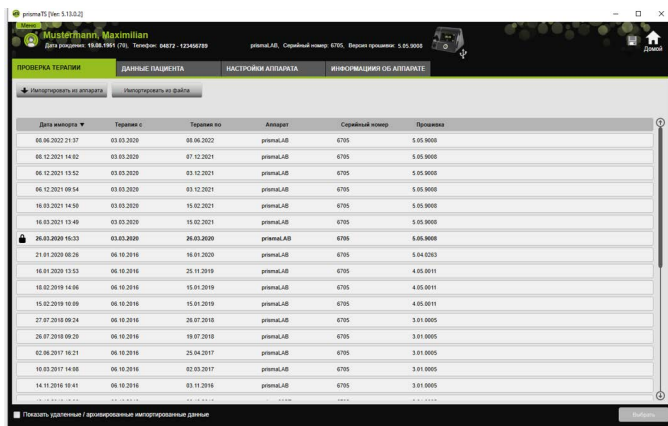 prismaTS [Ver: 5.13.0.2]
Меню
Mustermann, Maximilian
Дата рождения: 19.08.1951 (70), Телефон: 04872 - 123456789 prismaLAB, Серийный номер: 6705, Версия прошивки: 5.05.9008
Домой
ПРОВЕРКА ТЕРАПИИ ДАННЫЕ ПАЦИЕНТА НАСТРОЙКИ АППАРАТА ИНФОРМАЦИИЯ ОБ АППАРАТЕ
Импортировать из аппарата Импортировать из файла
Дата импорта ▼ Терапия с Терапия по Аппарат Серийный номер Прошивка
08.06.2022 21:37 03.03.2020 08.06.2022 prismaLAB 6705 5.05.9008
08.12.2021 14:02 03.03.2020 07.12.2021 prismaLAB 6705 5.05.9008
06.12.2021 13:52 03.03.2020 03.12.2021 prismaLAB 6705 5.05.9008
06.12.2021 09:54 03.03.2020 03.12.2021 prismaLAB 6705 5.05.9008
16.03.2021 14:50 03.03.2020 15.02.2021 prismaLAB 6705 5.05.9008
16.03.2021 13:49 03.03.2020 15.02.2021 prismaLAB 6705 5.05.9008
26.03.2020 15:33 03.03.2020 26.03.2020 prismaLAB 6705 5.05.9008
21.01.2020 08:26 06.10.2016 16.01.2020 prismaLAB 6705 5.04.0263
16.01.2020 13:53 06.10.2016 25.11.2019 prismaLAB 6705 4.05.0011
18.02.2019 14:06 06.10.2016 15.01.2019 prismaLAB 6705 4.05.0011
15.02.2019 10:09 06.10.2016 15.01.2019 prismaLAB 6705 4.05.0011
27.07.2018 09:24 06.10.2016 26.07.2018 prismaLAB 6705 3.01.0005
26.07.2018 09:20 06.10.2016 19.07.2018 prismaLAB 6705 3.01.0005
02.06.2017 16:21 06.10.2016 25.04.2017 prismaLAB 6705 3.01.0005
10.03.2017 14:08 06.10.2016 02.03.2017 prismaLAB 6705 3.01.0005
14.11.2016 10:41 06.10.2016 03.11.2016 prismaLAB 6705 3.01.0005
Показать удаленные / архивированные импортированные данные Выбрать